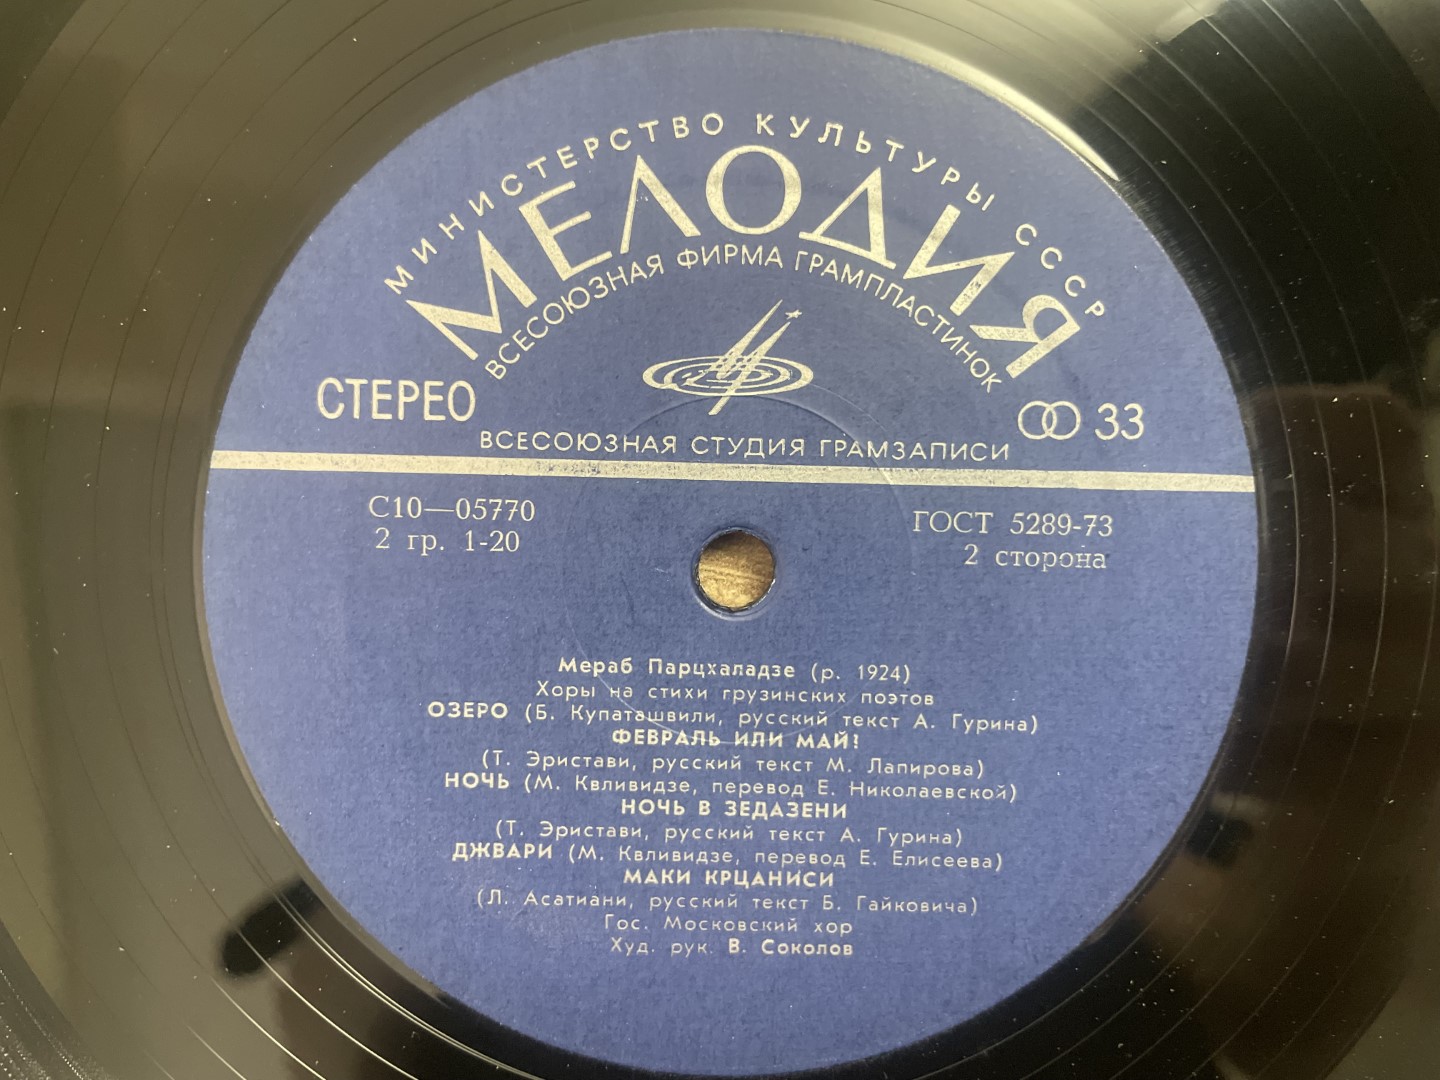 МИНИСТЕРСТВО КУЛЬТУРЫ СССР
МЕЛОДИЯ
ВСЕСОЮЗНАЯ ФИРМА ГРАМПЛАСТИНОК
СТЕРЕО
33
ВСЕСОЮЗНАЯ СТУДИЯ ГРАМЗАПИСИ
С10—05770
ГОСТ 5289-73
2 гр. 1-20
2 сторона
Мераб Парцхаладзе (р. 1924)
Хоры на стихи грузинских поэтов
ОЗЕРО (Б. Купаташвили, русский текст А. Гурина)
ФЕВРАЛЬ ИЛИ МАЙ?
(Т. Эристави, русский текст М. Лапирова)
НОЧЬ (М. Квливидзе, перевод Е. Николаевской)
НОЧЬ В ЗЕДАЗЕНИ
(Т. Эристави, русский текст А. Гурина)
ДЖВАРИ (М. Квливидзе, перевод Е. Елисеева)
МАКИ КРЦАНИСИ
(Л. Асатиани, русский текст Б. Гайковича)
Гос. Московский хор
Худ. рук. В. Соколов